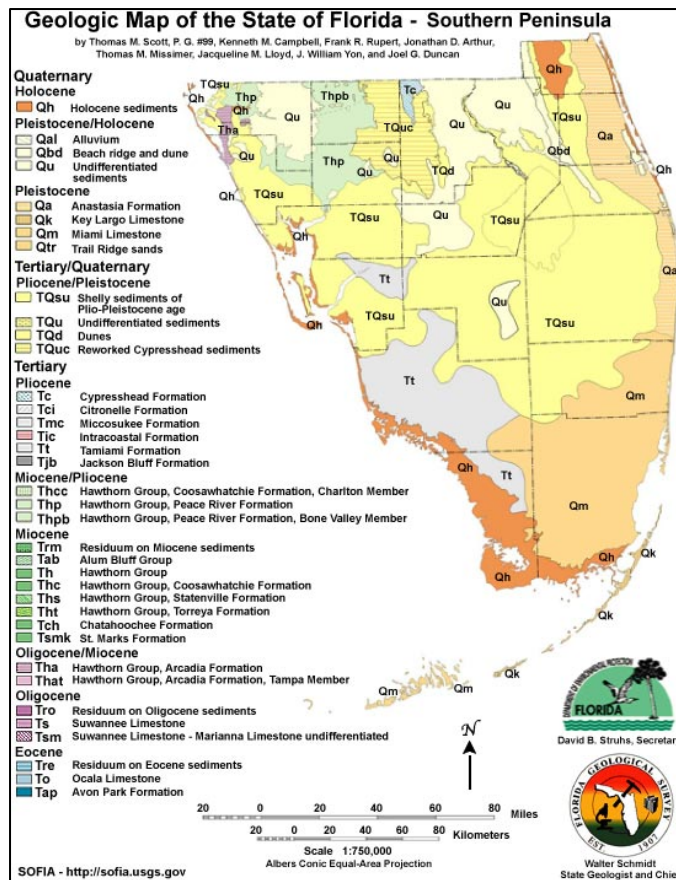 Geologic Map of the State of Florida - Southern Peninsula
by Thomas M. Scott, P. G. #99, Kenneth M. Campbell, Frank R. Rupert, Jonathan D. Arthur,
Thomas M. Missimer, Jacqueline M. Lloyd, J. William Yon, and Joel G. Duncan
Quaternary
Holocene
Qh Holocene sediments
Pleistocene/Holocene
Qal Alluvium
Qbd Beach ridge and dune
Qu Undifferentiated
sediments
Pleistocene
Qa Anastasia Formation
Qk Key Largo Limestone
Qm Miami Limestone
Qtr Trail Ridge sands
Tertiary/Quaternary
Pliocene/Pleistocene
TQsu Shelly sediments of
Plio-Pleistocene age
TQu Undifferentiated sediments
TQd Dunes
TQuc Reworked Cypresshead sediments
Tertiary
Pliocene
Tc Cypresshead Formation
Tci Citronelle Formation
Tmc Miccosukee Formation
Tic Intracoastal Formation
Tt Tamiami Formation
Tjb Jackson Bluff Formation
Miocene/Pliocene
Thcc Hawthorn Group, Coosawhatchie Formation, Charlton Member
Thp Hawthorn Group, Peace River Formation
Thpb Hawthorn Group, Peace River Formation, Bone Valley Member
Miocene
Trm Residuum on Miocene sediments
Tab Alum Bluff Group
Th Hawthorn Group
Thc Hawthorn Group, Coosawhatchie Formation
Ths Hawthorn Group, Statenville Formation
Tht Hawthorn Group, Torreya Formation
Tch Chatahoochee Formation
Tsmk St. Marks Formation
Oligocene/Miocene
Tha Hawthorn Group, Arcadia Formation
That Hawthorn Group, Arcadia Formation, Tampa Member
Oligocene
Tro Residuum on Oligocene sediments
Ts Suwannee Limestone
Tsm Suwannee Limestone - Marianna Limestone undifferentiated
Eocene
Tre Residuum on Eocene sediments
To Ocala Limestone
Tap Avon Park Formation
SOFIA - http://sofia.usgs.gov
Qh
TQsu
Thp
Qh
Tha
Qu
Qu
Thpb
Thp
Qu
TQuc
Qu
Tc
Qu
TQd
Qu
Qbd
Qh
TQsu
Qa
Qh
Qh
TQsu
TQsu
Qu
TQsu
Qh
Tt
Qh
TQsu
Qu
TQsu
Qa
Tt
Qm
Qh
Tt
Qm
Qh
Qh
Qk
Qk
Qk
Qm
Qm
N
20 0 20 40 60 80 Miles
20 0 20 40 60 80 Kilometers
Scale 1:750,000
Albers Conic Equal-Area Projection
DEPARTMENT OF ENVIRONMENTAL PROTECTION
FLORIDA
David B. Struhs, Secretar
FLORIDA GEOLOGICAL SURVEY
EST. 1907
Walter Schmidt
State Geologist and Chie